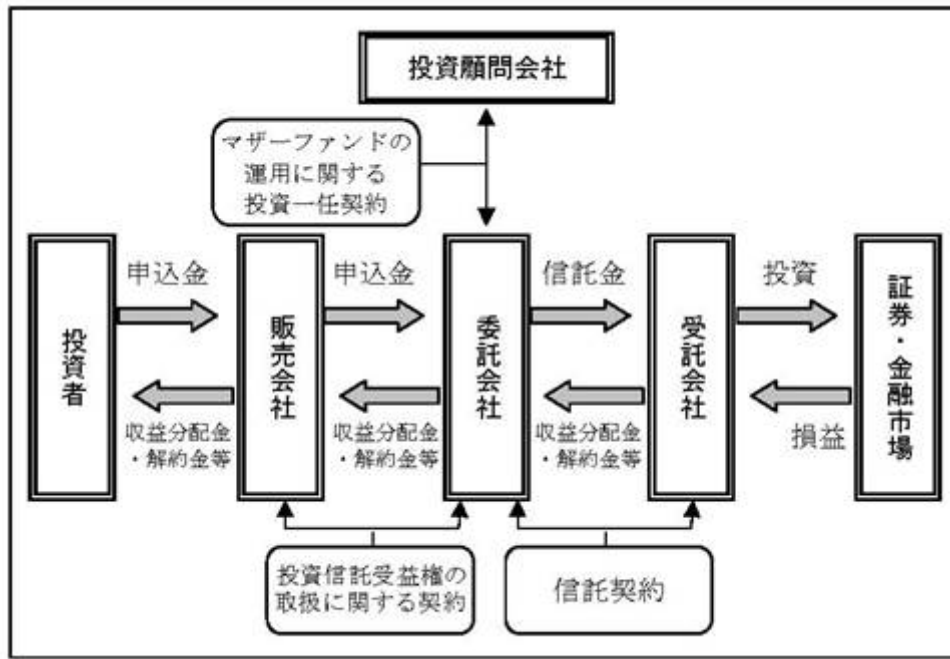 投資顧問会社
マザーファンドの
運用に関する
投資一任契約
投資者
申込金
収益分配金
・解約金等
販売会社
申込金
収益分配金
・解約金等
委託会社
信託金
収益分配金
・解約金等
受託会社
投資
損益
証券・金融市場
投資信託受益権の
取扱に関する契約
信託契約